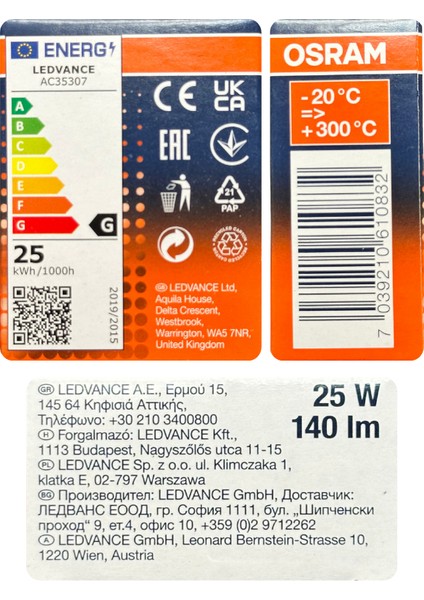 ENERG
LEDVANCE
AC35307
A
B
C
D
E
F
G
G
25
kWh/1000h
2019/2015
CE
UK
CA
EAC
21
PAP
GB LEDVANCE Ltd,
Aquila House,
Delta Crescent,
Westbrook,
Warrington, WA5 7NR,
United Kingdom
OSRAM
-20 °C
=>
+300°C
7 039210 610832
GR LEDVANCE A.E., Ερμού 15,
145 64 Κηφισιά Αττικής,
Τηλέφωνο: +30 210 3400800
H Forgalmazó: LEDVANCE Kft.,
1113 Budapest, Nagyszőlős utca 11-15
PL LEDVANCE Sp. z o.o. ul. Klimczaka 1,
klatka E, 02-797 Warszawa
BG Производител: LEDVANCE GmbH, Доставчик:
ЛЕДВАНС ЕООД, гр. София 1111, бул. „Шипченски
проход“ 9, ет.4, офис 10, +359 (0)2 9712262
A LEDVANCE GmbH, Leonard Bernstein-Strasse 10,
1220 Wien, Austria
25 W
140 lm